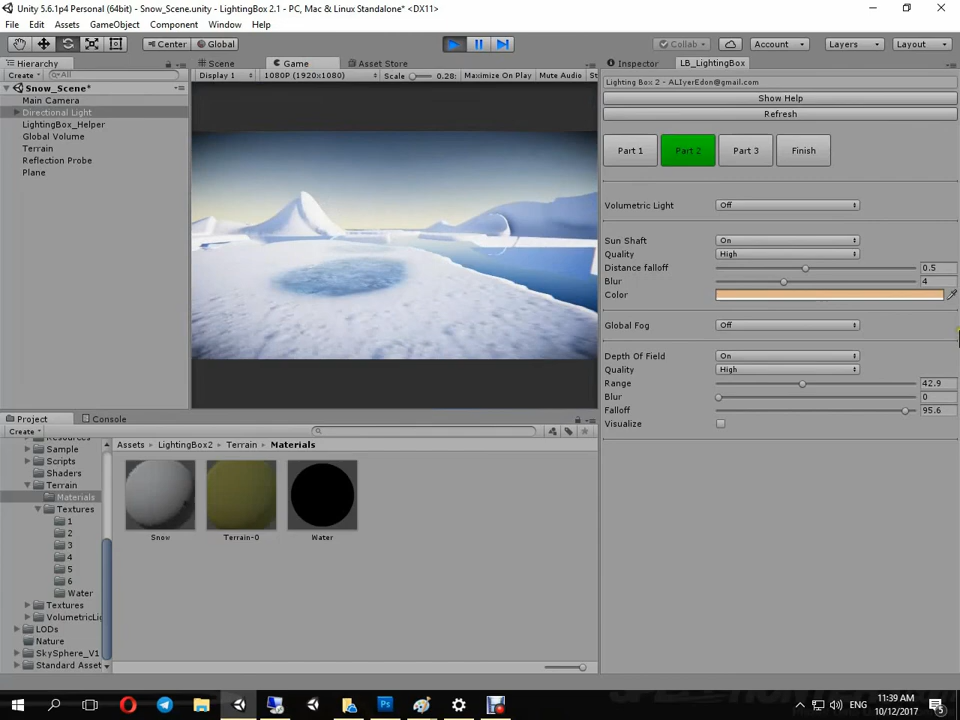 Unity 5.6.1p4 Personal (64bit) - Snow_Scene.unity - LightingBox 2.1 - PC, Mac & Linux Standalone* <DX11>
File Edit Assets GameObject Component Window Help
Center Global Collab Account Layers Layout
Hierarchy Scene Game Asset Store Inspector LB_LightingBox
Create All Display 1 1080P (1920x1080) Scale 0.28: Maximize On Play Mute Audio St Lighting Box 2 - ALIyerEdon@gmail.com
Snow_Scene*
Main Camera
Directional Light
LightingBox_Helper
Global Volume
Terrain
Reflection Probe
Plane
Show Help
Refresh
Part 1 Part 2 Part 3 Finish
Volumetric Light Off
Sun Shaft On
Quality High
Distance falloff 0.5
Blur 4
Color
Global Fog Off
Depth Of Field On
Quality High
Range 42.9
Blur 0
Falloff 95.6
Visualize
Project Console
Create
Assets LightingBox2 Terrain Materials
Sample
Scripts
Shaders
Terrain
Materials
Textures
1
2
3
4
5
6
Water
Textures
VolumetricLi
LODs
Nature
SkySphere_V1
Standard Asset
Snow Terrain-0 Water
ENG
11:39 AM
10/12/2017
5